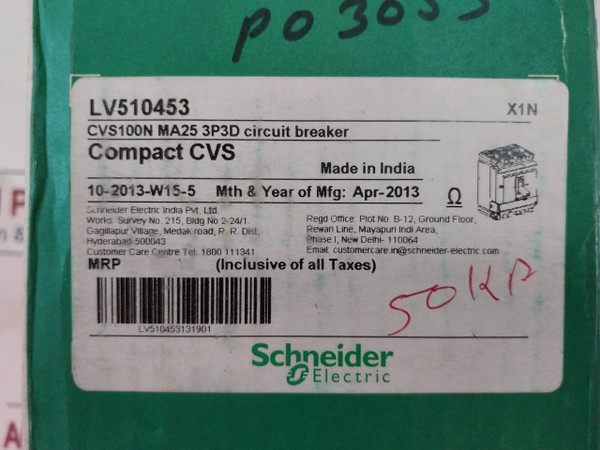 PO 3055
LV510453 X1N
CVS100N MA25 3P3D circuit breaker
Compact CVS
Made in India
10-2013-W15-5 Mth & Year of Mfg: Apr-2013 Ω
Schneider Electric India Pvt. Ltd.
Works. Survey No. 215, Bldg No 2-24/1.
Gagillapur Village, Medak road, R. R. Dist.,
Hyderabad 500043
Customer Care Centre Tel: 1800 111341
Regd Office: Plot No. B-12, Ground Floor,
Rewari Line, Mayapuri Ind Area,
Phase I, New Delhi- 110064
Email: customercare.in@schneider-electric.com
MRP (Inclusive of all Taxes)
50KA
LV510453131901
Schneider
Electric